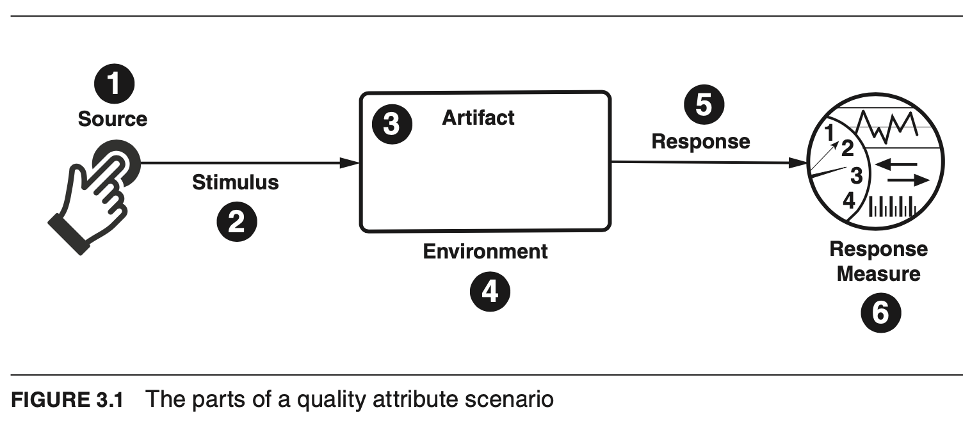 1
Source
Stimulus
2
3
Artifact
Environment
4
5
Response
1
2
3
4
Response
Measure
6
FIGURE 3.1 The parts of a quality attribute scenario